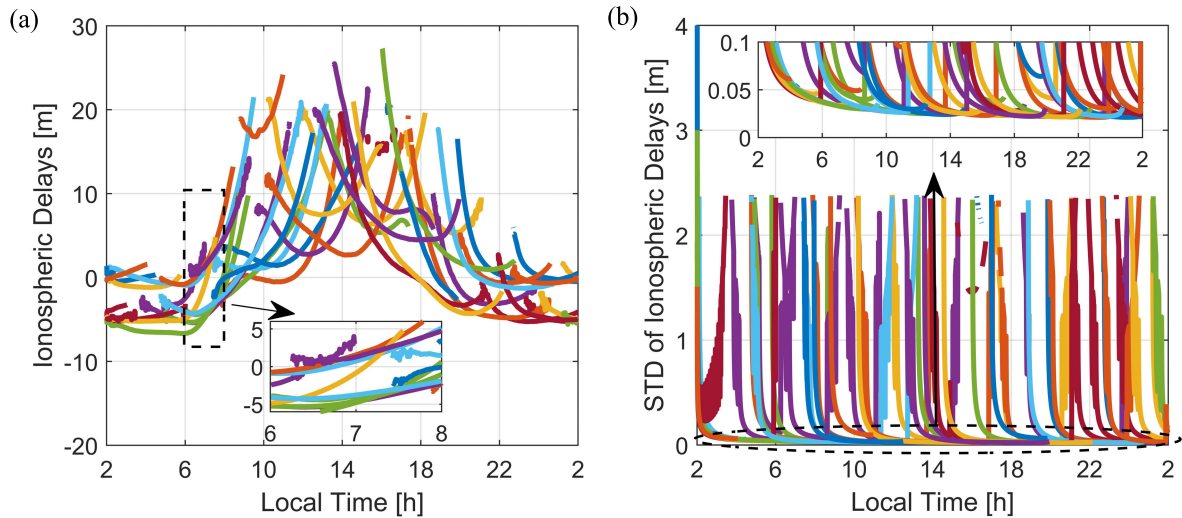 (a)
Ionospheric Delays [m]
30
20
10
0
-10
-20
2 6 10 14 18 22 2
Local Time [h]
5
0
-5
6 7 8
(b)
STD of Ionospheric Delays [m]
4
3
2
1
0
2 6 10 14 18 22 2
Local Time [h]
0.1
0.05
0
2 6 10 14 18 22 2